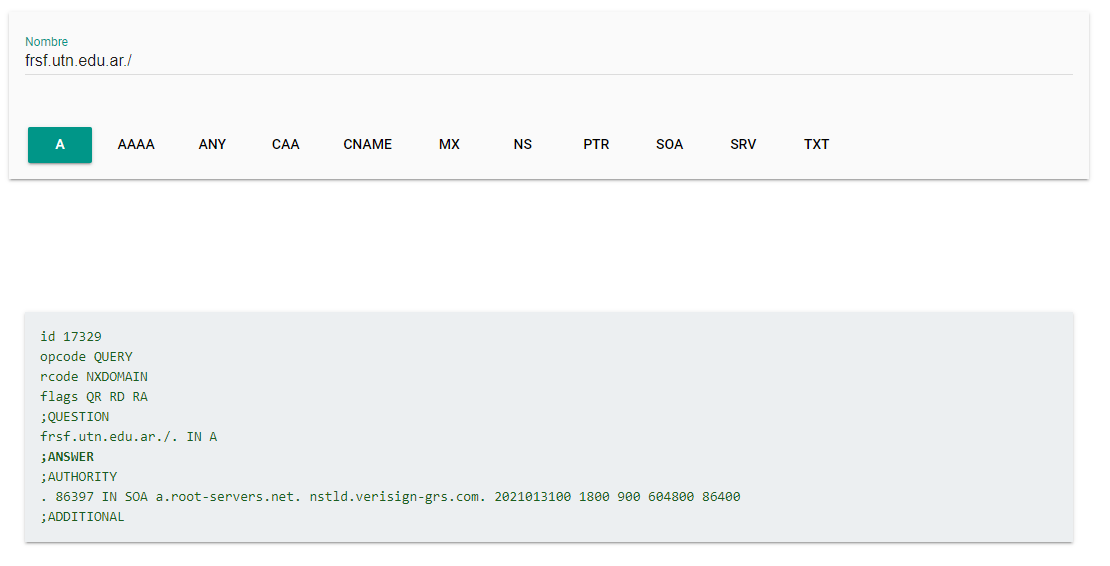 Nombre
frsf.utn.edu.ar./
A AAAA ANY CAA CNAME MX NS PTR SOA SRV TXT
id 17329
opcode QUERY
rcode NXDOMAIN
flags QR RD RA
;QUESTION
frsf.utn.edu.ar./. IN A
;ANSWER
;AUTHORITY
. 86397 IN SOA a.root-servers.net. nstld.verisign-grs.com. 2021013100 1800 900 604800 86400
;ADDITIONAL